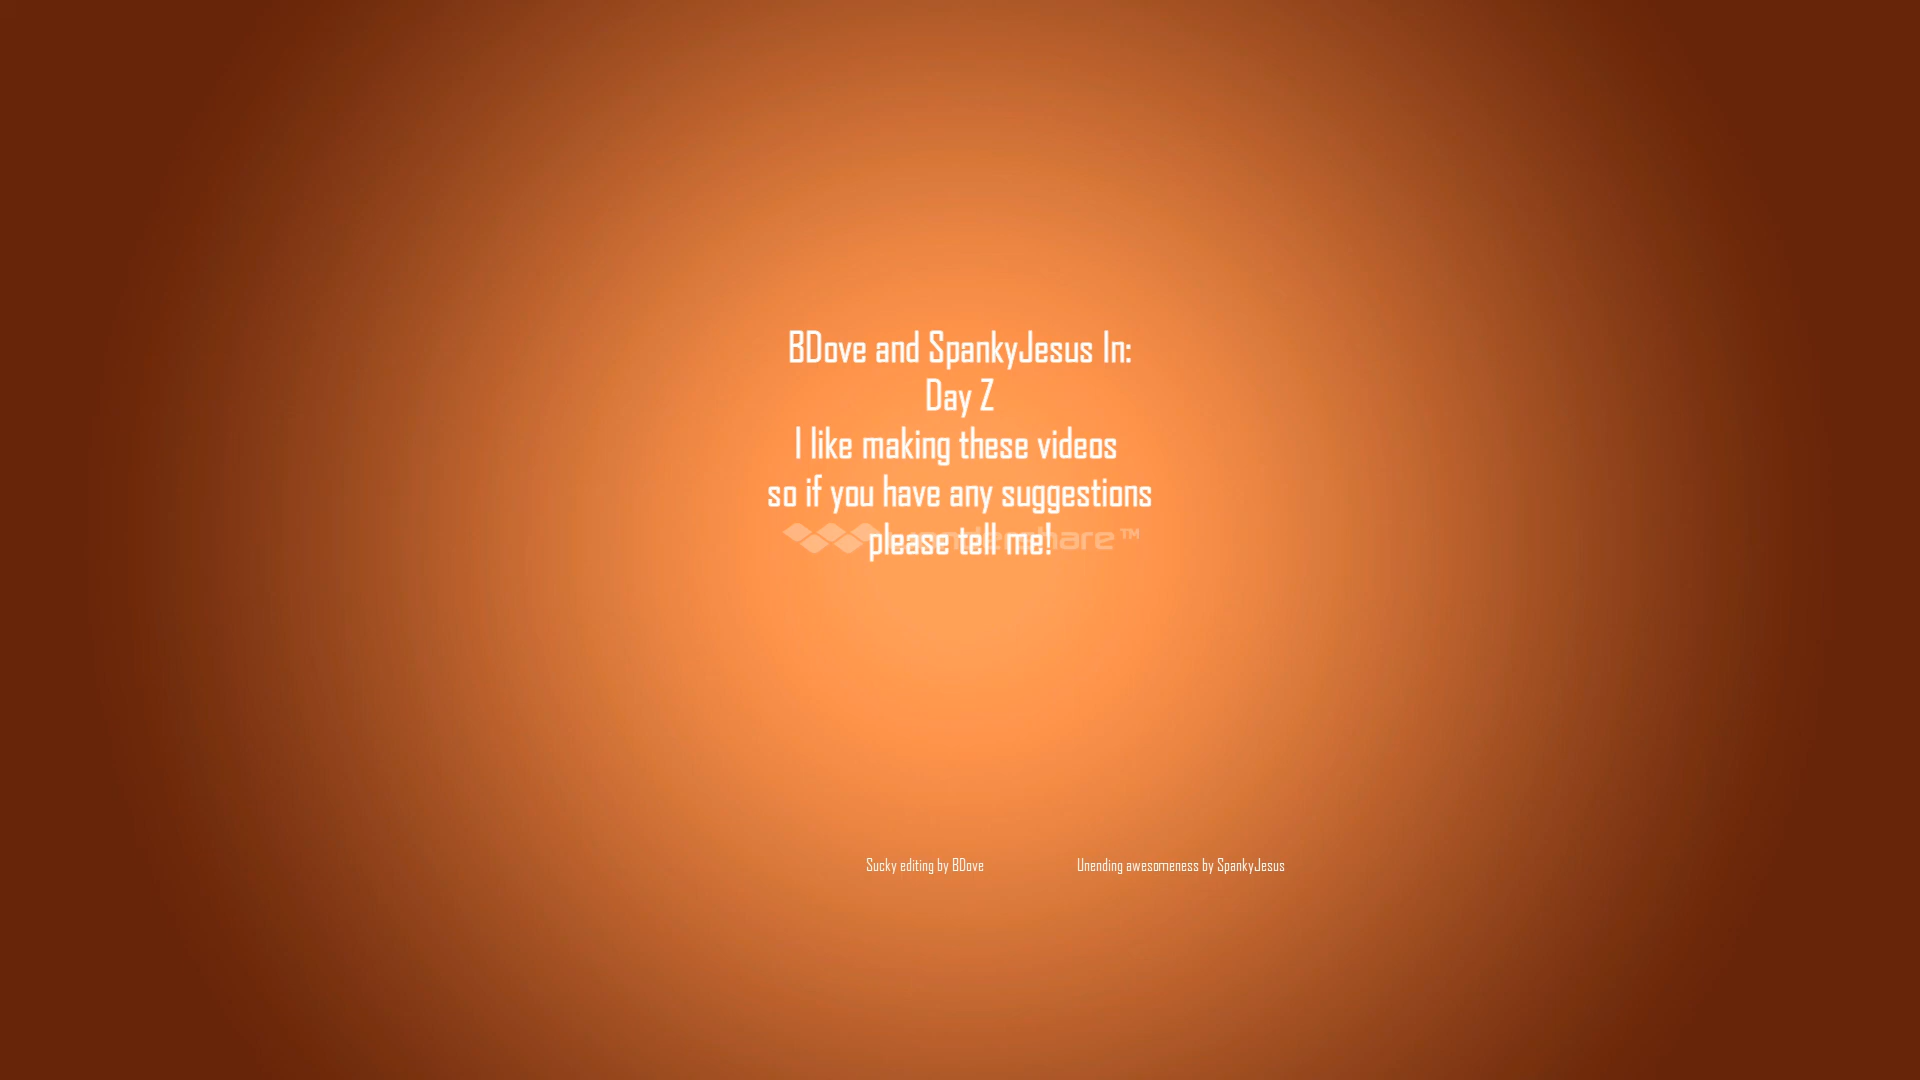 BDove and SpankyJesus In:
Day Z
I like making these videos
so if you have any suggestions
please tell me!
Sucky editing by BDove
Unending awesomeness by SpankyJesus